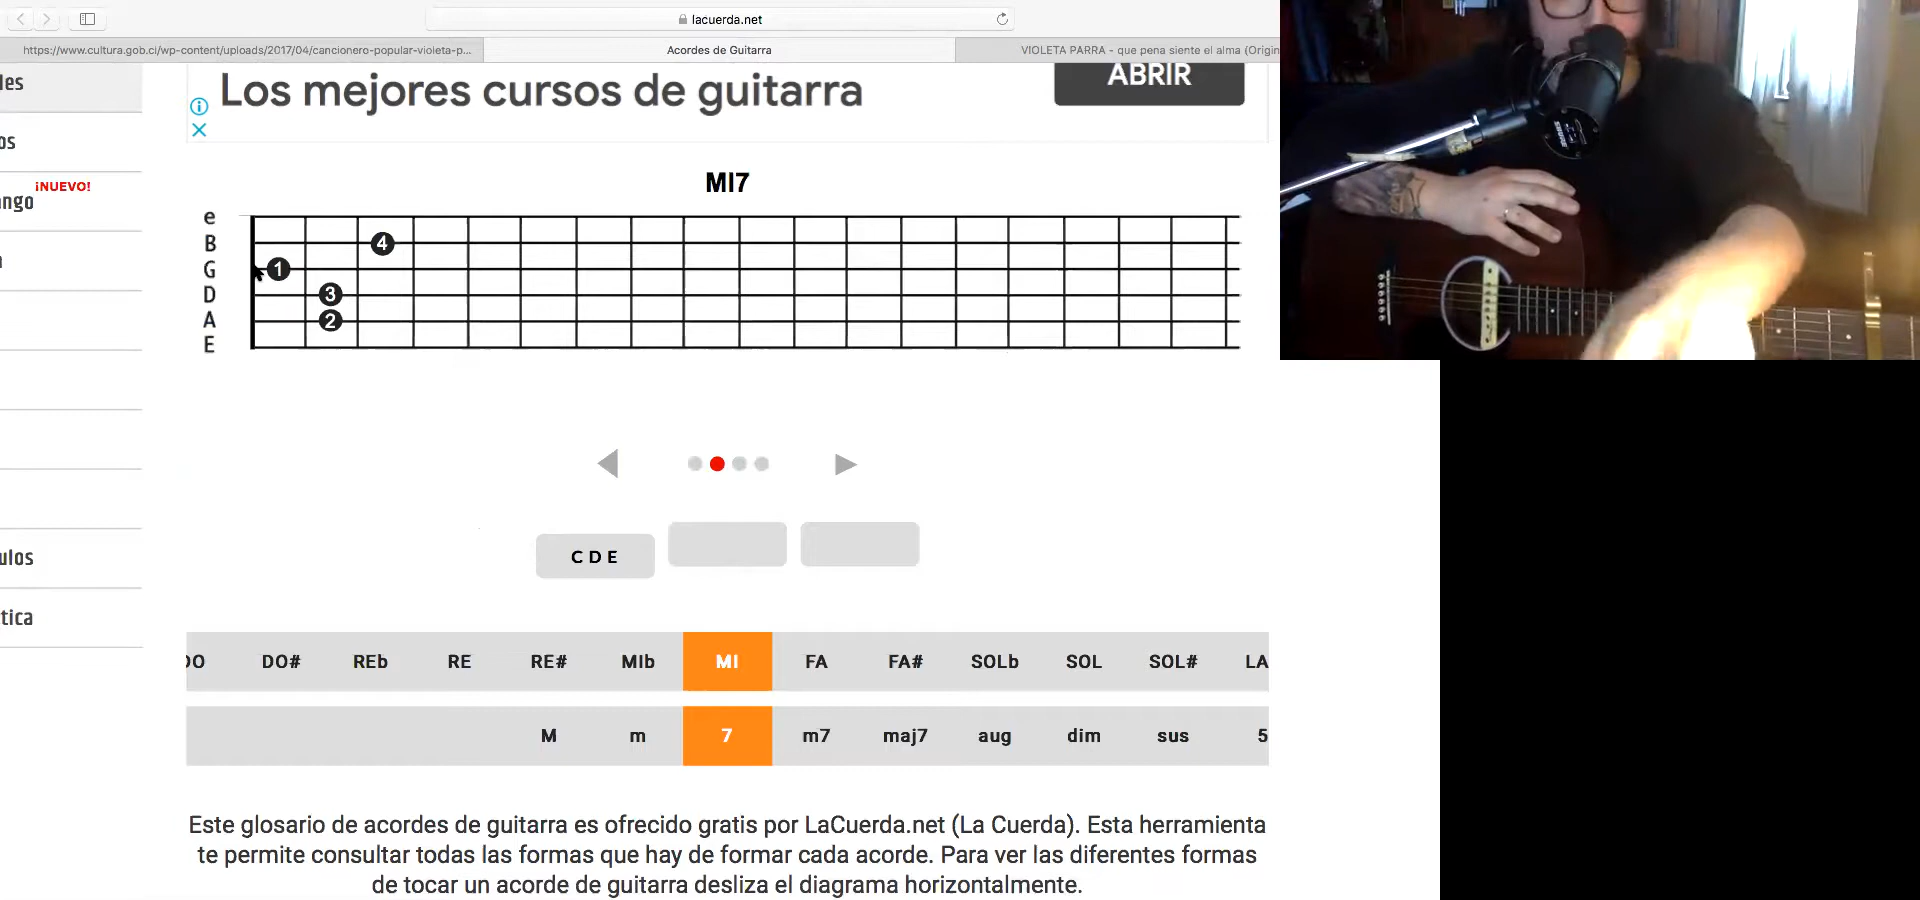 lacuerda.net
https://www.cultura.gob.cl/wp-content/uploads/2017/04/cancionero-popular-violeta-p...
Acordes de Guitarra
VIOLETA PARRA - que pena siente el alma (Origin
les
Los mejores cursos de guitarra
ABRIR
os
¡NUEVO!
ango
MI7
e
B
4
G
1
D
3
A
2
E
C D E
ulos
tica
DO DO# REb RE RE# MIb MI FA FA# SOLb SOL SOL# LA
M m 7 m7 maj7 aug dim sus 5
Este glosario de acordes de guitarra es ofrecido gratis por LaCuerda.net (La Cuerda). Esta herramienta
te permite consultar todas las formas que hay de formar cada acorde. Para ver las diferentes formas
de tocar un acorde de guitarra desliza el diagrama horizontalmente.
SHURE